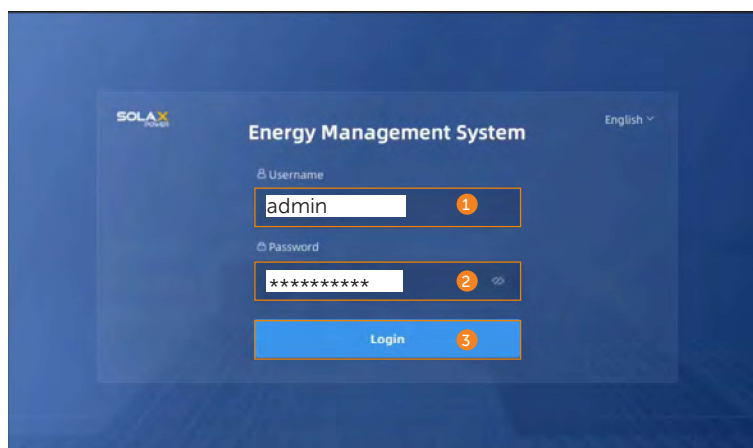 SOLAX
POWER
English
Energy Management System
Username
admin
1
Password
**********
2
Login
3